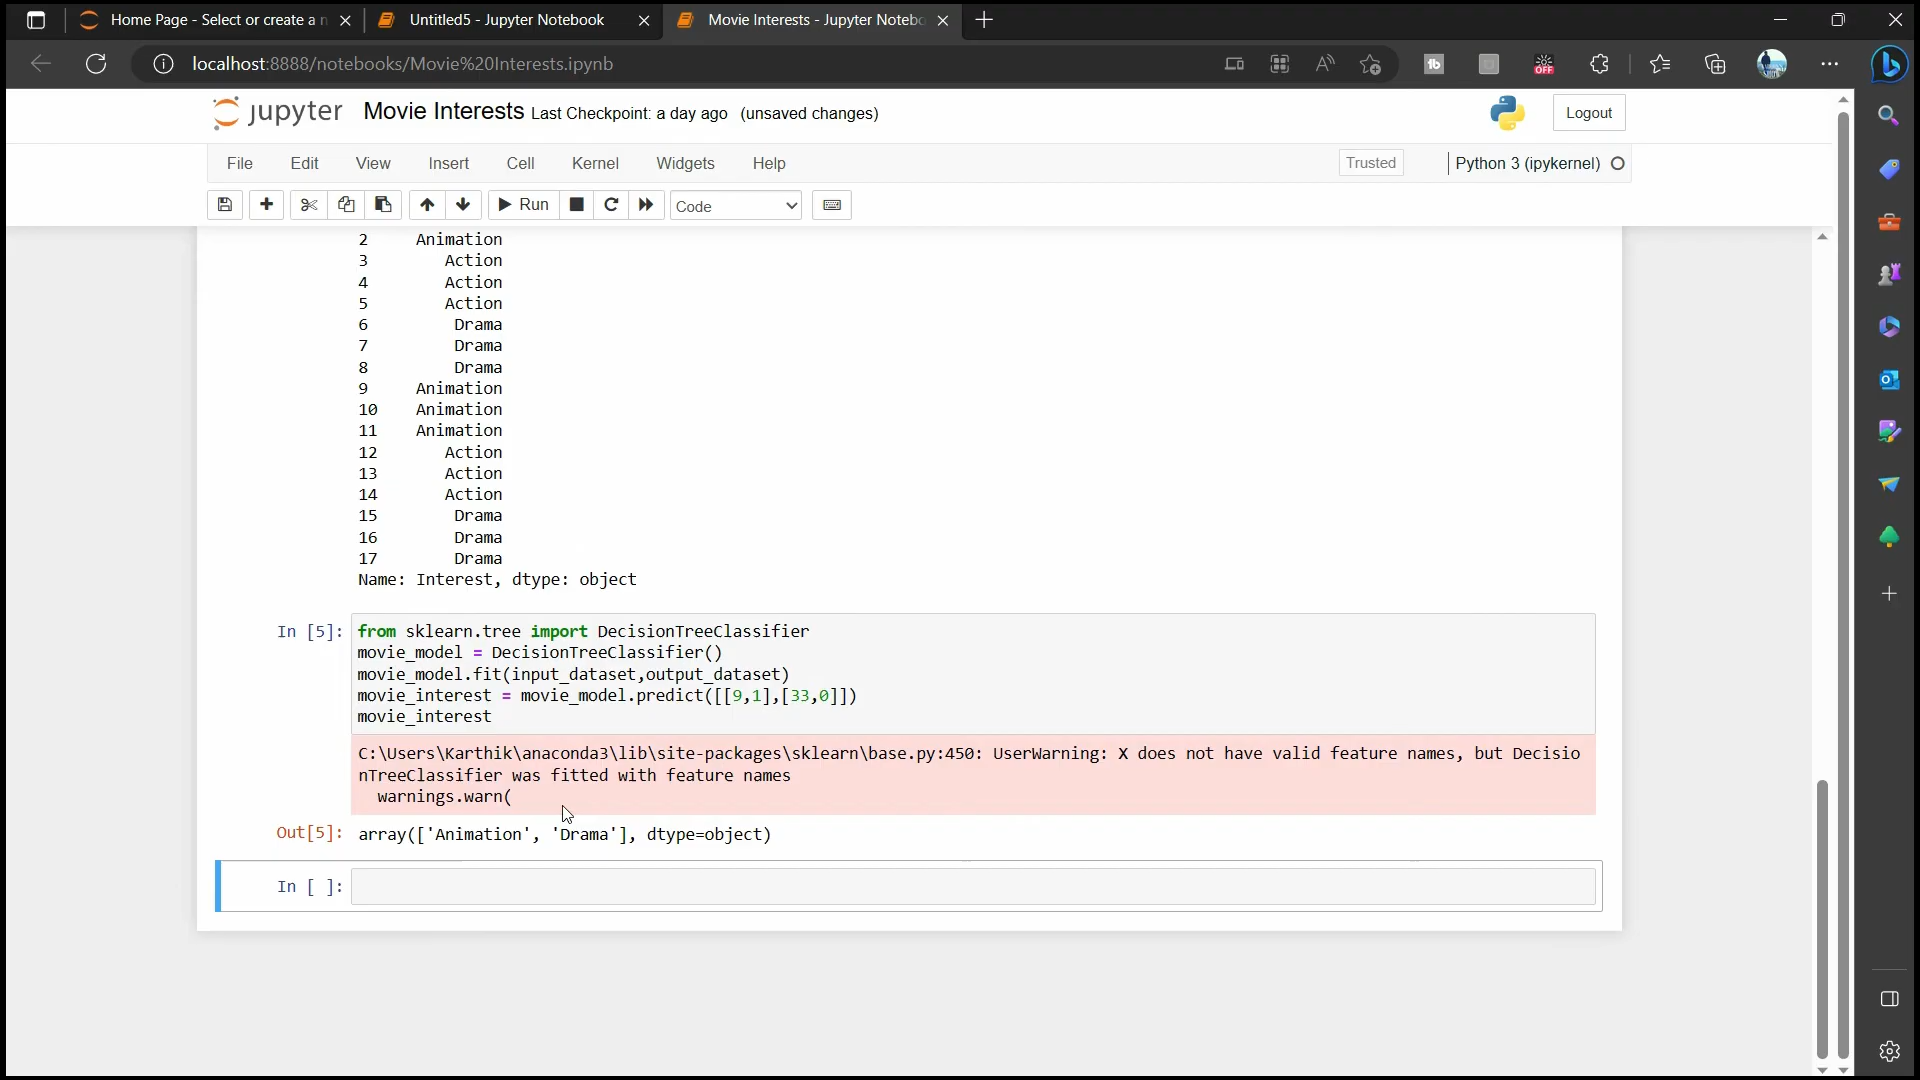 Home Page - Select or create a n
Untitled5 - Jupyter Notebook
Movie Interests - Jupyter Notebo
localhost:8888/notebooks/Movie%20Interests.ipynb
jupyter Movie Interests Last Checkpoint: a day ago (unsaved changes)
Logout
File Edit View Insert Cell Kernel Widgets Help
Trusted
Python 3 (ipykernel)
Run
Code
2 Animation
3 Action
4 Action
5 Action
6 Drama
7 Drama
8 Drama
9 Animation
10 Animation
11 Animation
12 Action
13 Action
14 Action
15 Drama
16 Drama
17 Drama
Name: Interest, dtype: object
In [5]: from sklearn.tree import DecisionTreeClassifier
movie_model = DecisionTreeClassifier()
movie_model.fit(input_dataset,output_dataset)
movie_interest = movie_model.predict([[9,1],[33,0]])
movie_interest
C:\Users\Karthik\anaconda3\lib\site-packages\sklearn\base.py:450: UserWarning: X does not have valid feature names, but Decisio
nTreeClassifier was fitted with feature names
warnings.warn(
Out[5]: array(['Animation', 'Drama'], dtype=object)
In [ ]: